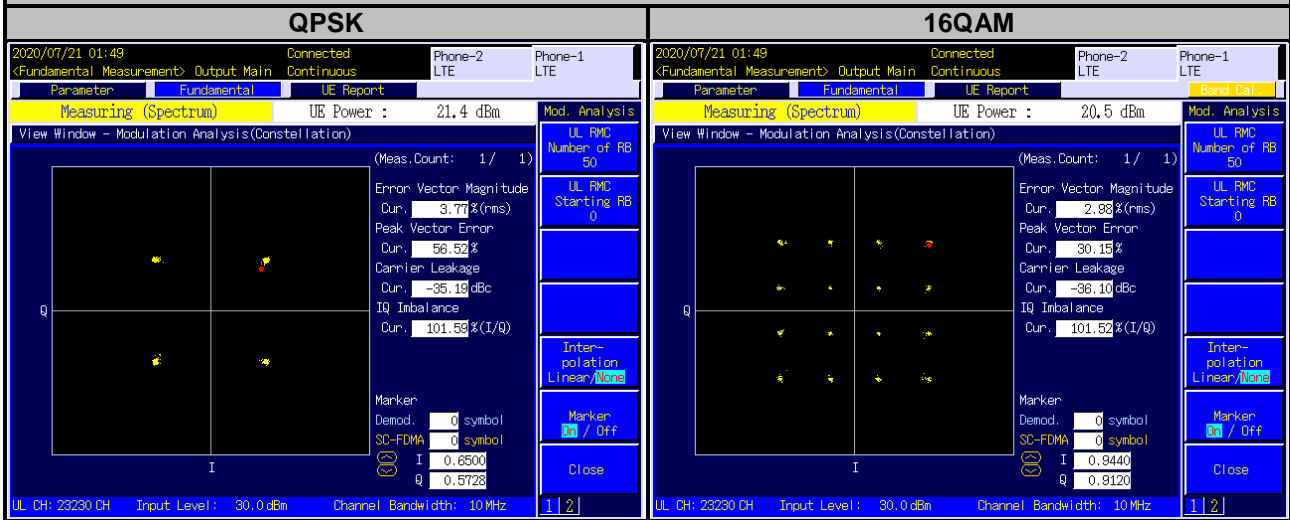 QPSK
2020/07/21 01:49 Connected Phone-2 Phone-1
<Fundamental Measurement> Output Main Continuous LTE LTE
Parameter Fundamental UE Report
Measuring (Spectrum) UE Power : 21.4 dBm Mod. Analysis
View Window - Modulation Analysis(Constellation)
(Meas.Count: 1/ 1)
Error Vector Magnitude
Cur. 3.77%(rms)
Peak Vector Error
Cur. 56.52%
Carrier Leakage
Cur. -35.19dBc
IQ Imbalance
Cur. 101.59%(I/Q)
Q
I
Marker
Demod. 0 symbol
SC-FDMA 0 symbol
I 0.6500
Q 0.5728
UL RMC
Number of RB
50
UL RMC
Starting RB
0
Inter-
polation
Linear/None
Marker
On / Off
Close
UL CH: 23230 CH Input Level: 30.0 dBm Channel Bandwidth: 10 MHz 1 2
16QAM
2020/07/21 01:49 Connected Phone-2 Phone-1
<Fundamental Measurement> Output Main Continuous LTE LTE
Parameter Fundamental UE Report Band Cal.
Measuring (Spectrum) UE Power : 20.5 dBm Mod. Analysis
View Window - Modulation Analysis(Constellation)
(Meas.Count: 1/ 1)
Error Vector Magnitude
Cur. 2.98%(rms)
Peak Vector Error
Cur. 30.15%
Carrier Leakage
Cur. -36.10dBc
IQ Imbalance
Cur. 101.52%(I/Q)
Q
I
Marker
Demod. 0 symbol
SC-FDMA 0 symbol
I 0.9440
Q 0.9120
UL RMC
Number of RB
50
UL RMC
Starting RB
0
Inter-
polation
Linear/None
Marker
On / Off
Close
UL CH: 23230 CH Input Level: 30.0 dBm Channel Bandwidth: 10 MHz 1 2